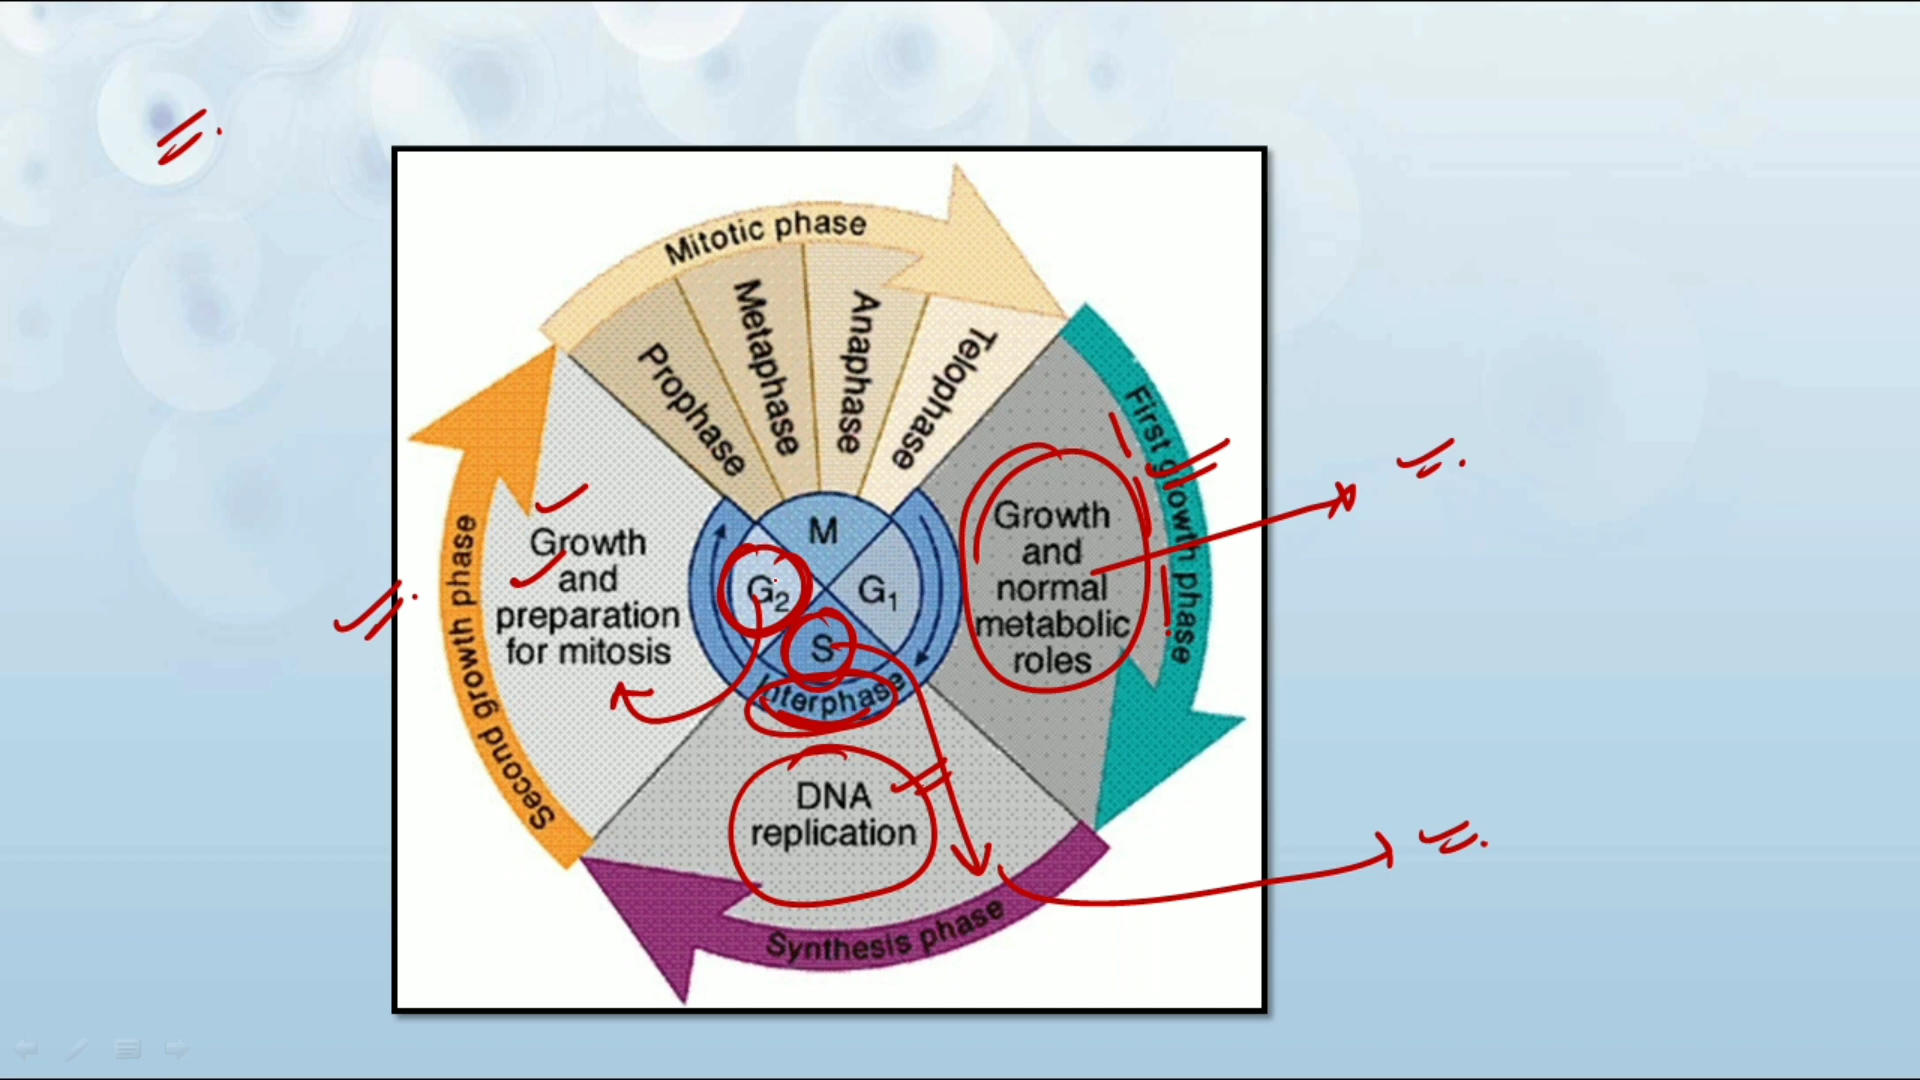 Mitotic phase
Prophase
Metaphase
Anaphase
Telophase
First growth phase
Growth
and
normal
metabolic
roles
Growth
and
preparation
for mitosis
Second growth phase
M
G₂
G₁
S
Interphase
DNA
replication
Synthesis phase